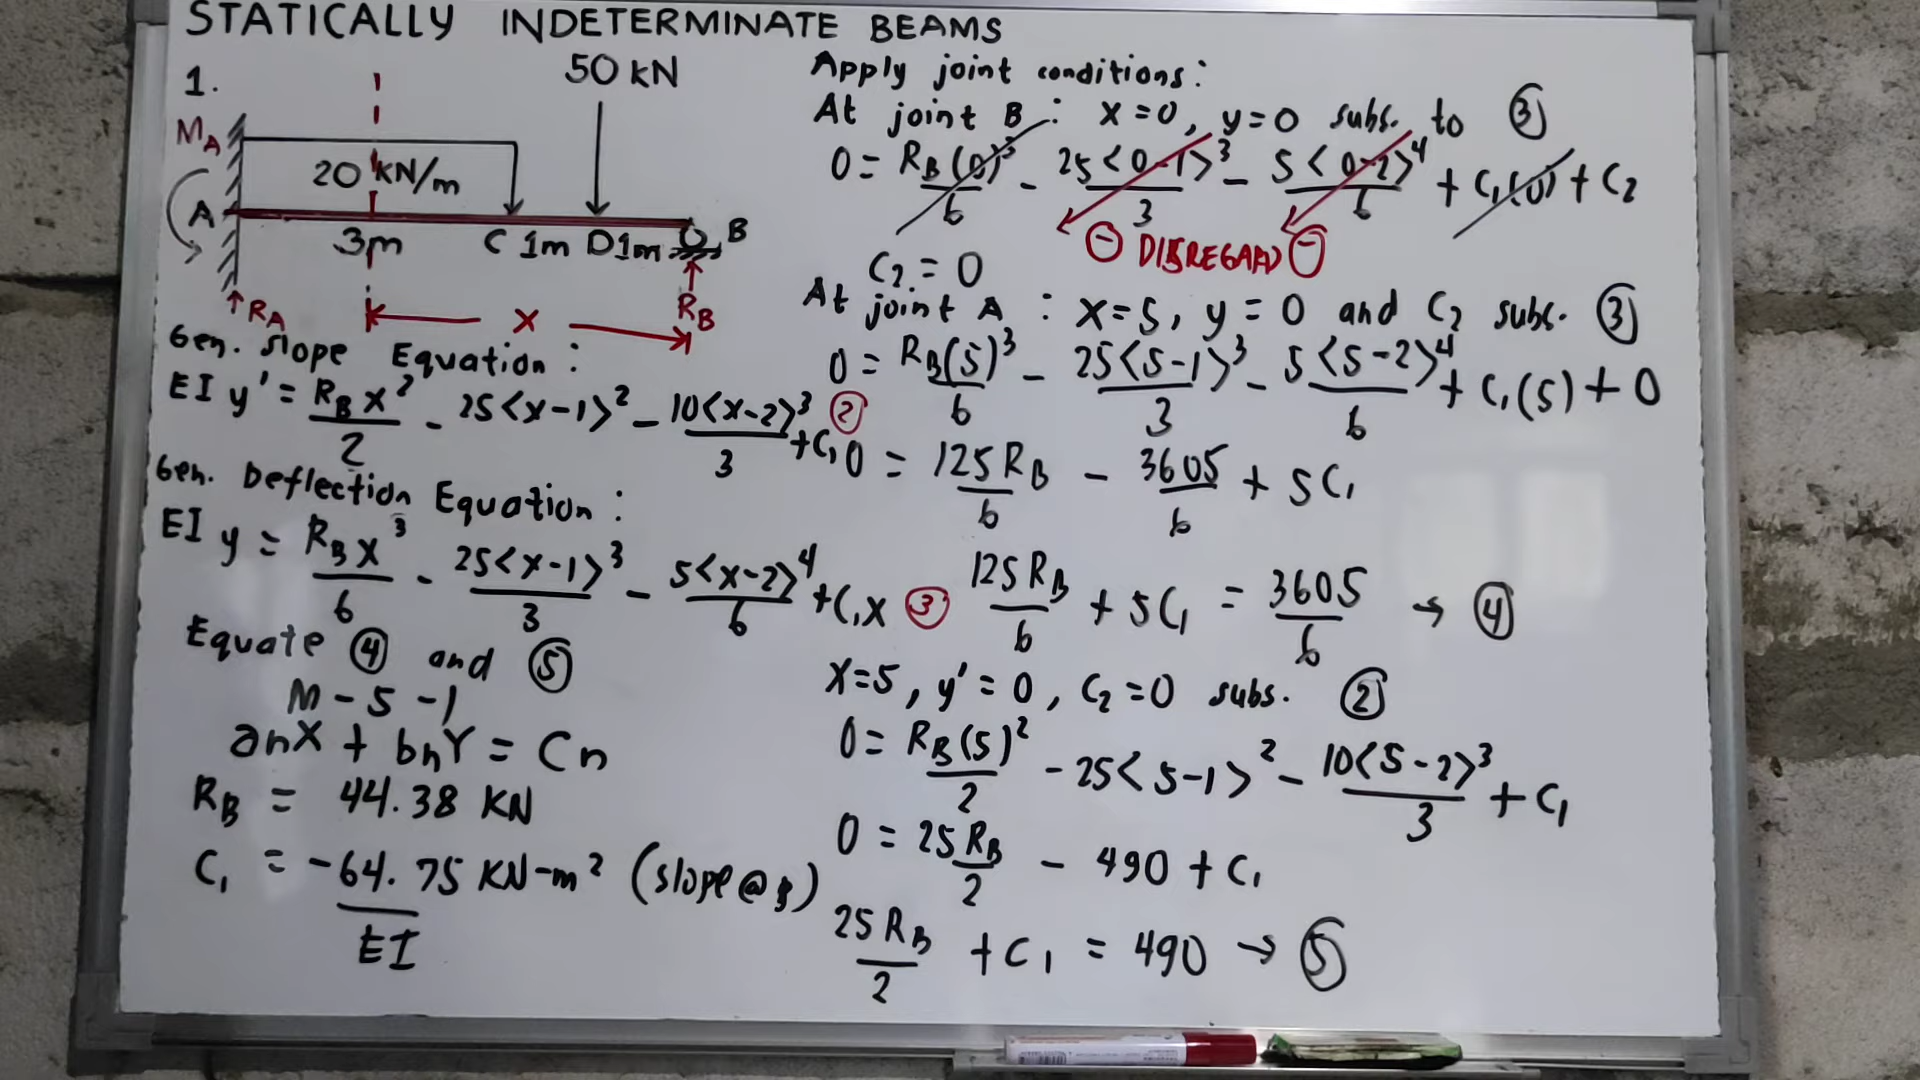 STATICALLY INDETERMINATE BEAMS
1.
50 kN
MA
20 kN/m
A
3m C 1m D 1m B
RA
x
RB
Gen. slope Equation :
EI y' = RB x²/2 - 25<x-1>² - 10<x-2>³/3 + C₁ ②
Gen. Deflection Equation :
EI y = RB x³/6 - 25<x-1>³/3 - 5<x-2>⁴/6 + C₁x ③
Equate ④ and ⑤
M - 5 - 1
anX + bnY = Cn
RB = 44.38 KN
C₁ = -64.75 KN-m²/EI (slope @ B)
Apply joint conditions :
At joint B : x = 0, y = 0 subs. to ③
0 = RB(0)³/6 - 25<0-1>³/3 - 5<0-2>⁴/6 + C₁(0) + C₂
⊖ DISREGARD ⊖
C₂ = 0
At joint A : x = 5, y = 0 and C₂ subs. ③
0 = RB(5)³/6 - 25<5-1>³/3 - 5<5-2>⁴/6 + C₁(5) + 0
0 = 125RB/6 - 3605/6 + 5C₁
125RB/6 + 5C₁ = 3605/6 → ④
x=5, y' = 0, C₂ = 0 subs. ②
0 = RB(5)²/2 - 25<5-1>² - 10<5-2>³/3 + C₁
0 = 25RB/2 - 490 + C₁
25RB/2 + C₁ = 490 → ⑤